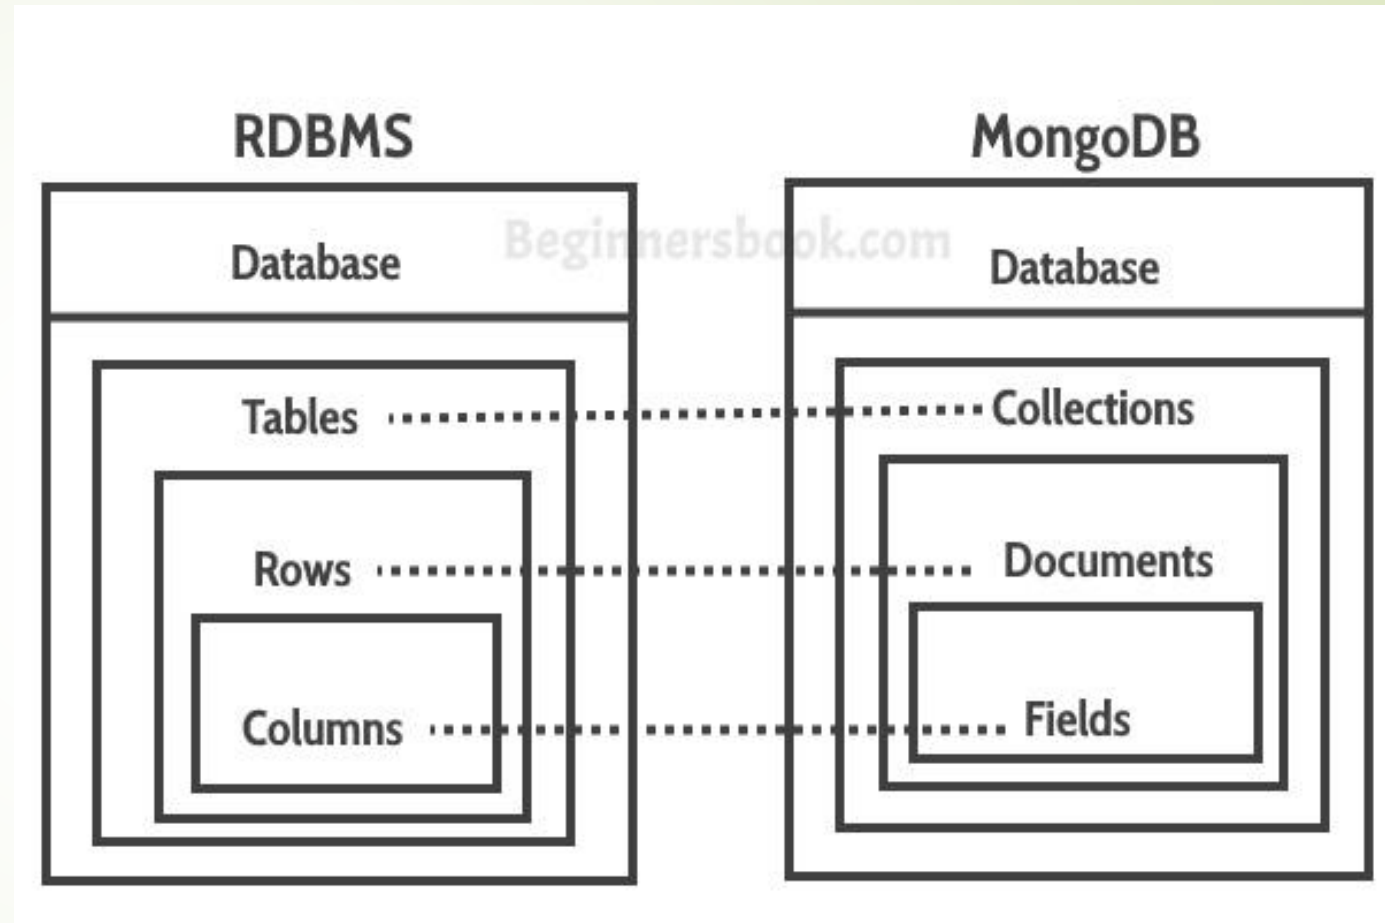 RDBMS
MongoDB
Beginnersbook.com
Database
Database
Tables
Collections
Rows
Documents
Columns
Fields